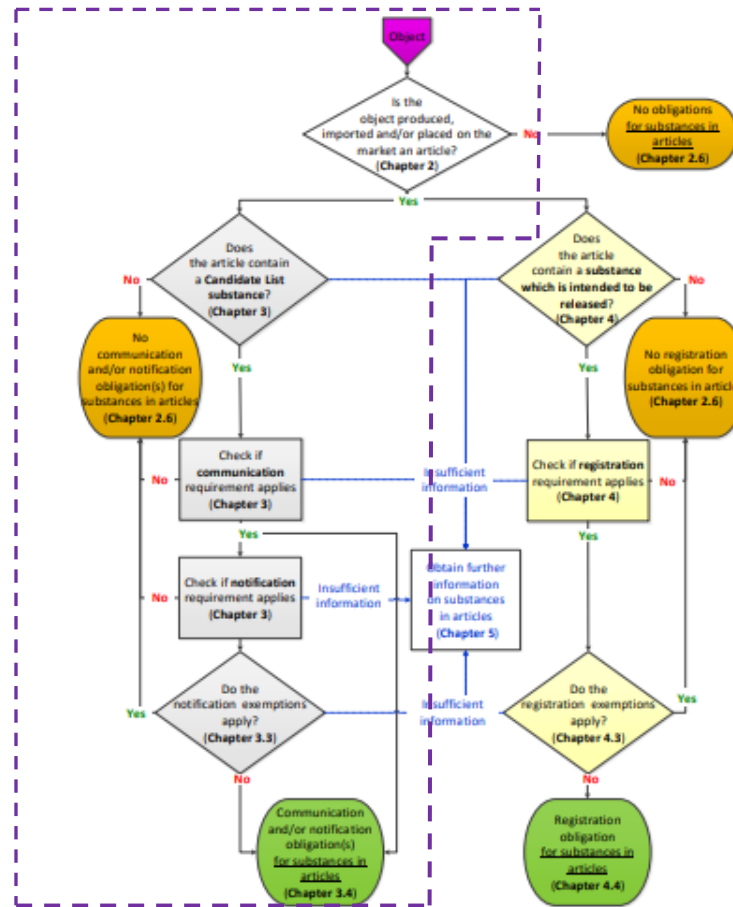 Object
Is the
object produced,
imported and/or placed on the
market an article?
(Chapter 2)
No
No obligations
for substances in
articles
(Chapter 2.6)
Yes
Does
the article contain
a Candidate List
substance?
(Chapter 3)
Does
the article
contain a substance
which is intended to be
released?
(Chapter 4)
No
No
No
communication
and/or notification
obligation(s) for
substances in articles
(Chapter 2.6)
Yes
Yes
No registration
obligation for
substances in article
(Chapter 2.6)
Check if
communication
requirement applies
(Chapter 3)
No
Insufficient
information
Check if registration
requirement applies
(Chapter 4)
No
Yes
Yes
Check if notification
requirement applies
(Chapter 3)
No
Insufficient
information
Obtain further
information
on substances
in articles
(Chapter 5)
Do the
notification exemptions
apply?
(Chapter 3.3)
Yes
Insufficient
information
Do the
registration exemptions
apply?
(Chapter 4.3)
Yes
No
No
Communication
and/or notification
obligation(s)
for substances in
articles
(Chapter 3.4)
Registration
obligation
for substances in
articles
(Chapter 4.4)